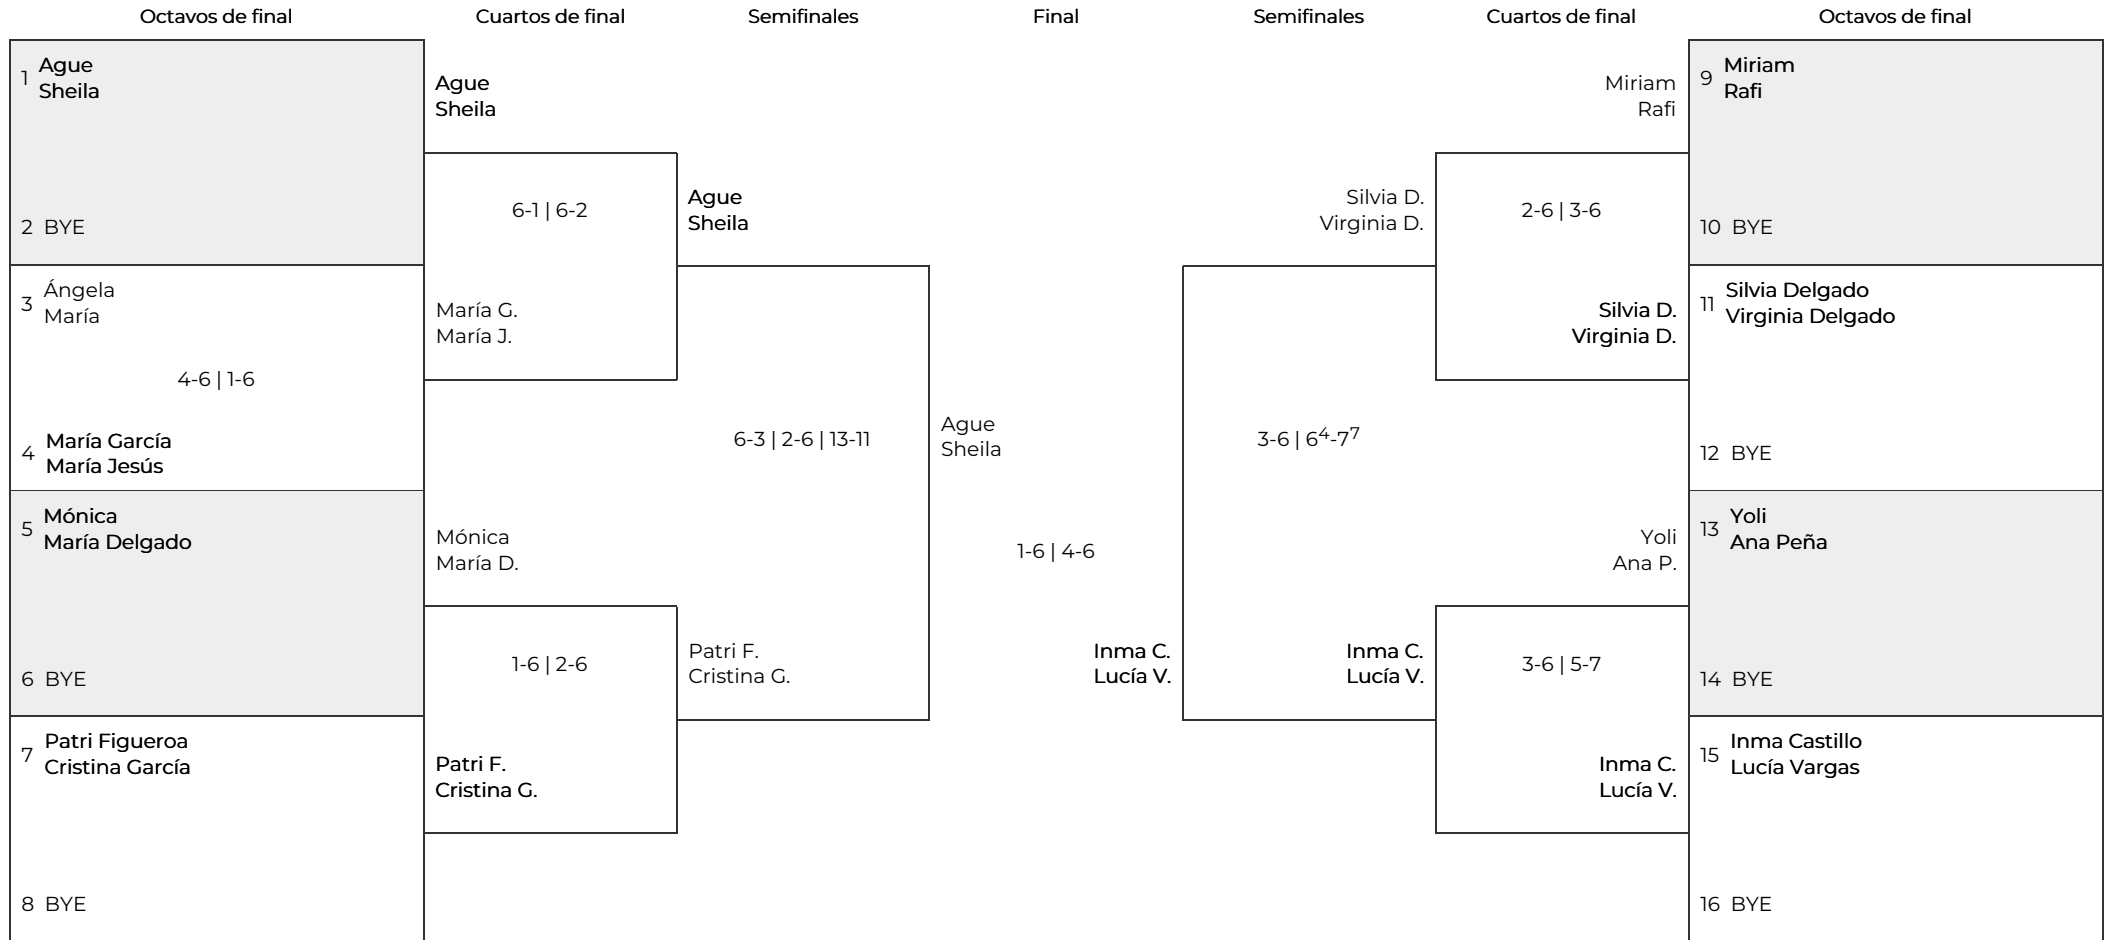 Octavos de final
Cuartos de final
Semifinales
Final
Semifinales
Cuartos de final
Octavos de final
1 Ague
Sheila
2 BYE
3 Ángela
María
4-6 | 1-6
4 María García
María Jesús
5 Mónica
María Delgado
6 BYE
7 Patri Figueroa
Cristina García
8 BYE
Ague
Sheila
6-1 | 6-2
María G.
María J.
Mónica
María D.
1-6 | 2-6
Patri F.
Cristina G.
Ague
Sheila
6-3 | 2-6 | 13-11
Patri F.
Cristina G.
Ague
Sheila
1-6 | 4-6
Inma C.
Lucía V.
Silvia D.
Virginia D.
3-6 | 6⁴-7⁷
Inma C.
Lucía V.
Miriam
Rafi
2-6 | 3-6
Silvia D.
Virginia D.
Yoli
Ana P.
3-6 | 5-7
Inma C.
Lucía V.
9 Miriam
Rafi
10 BYE
11 Silvia Delgado
Virginia Delgado
12 BYE
13 Yoli
Ana Peña
14 BYE
15 Inma Castillo
Lucía Vargas
16 BYE